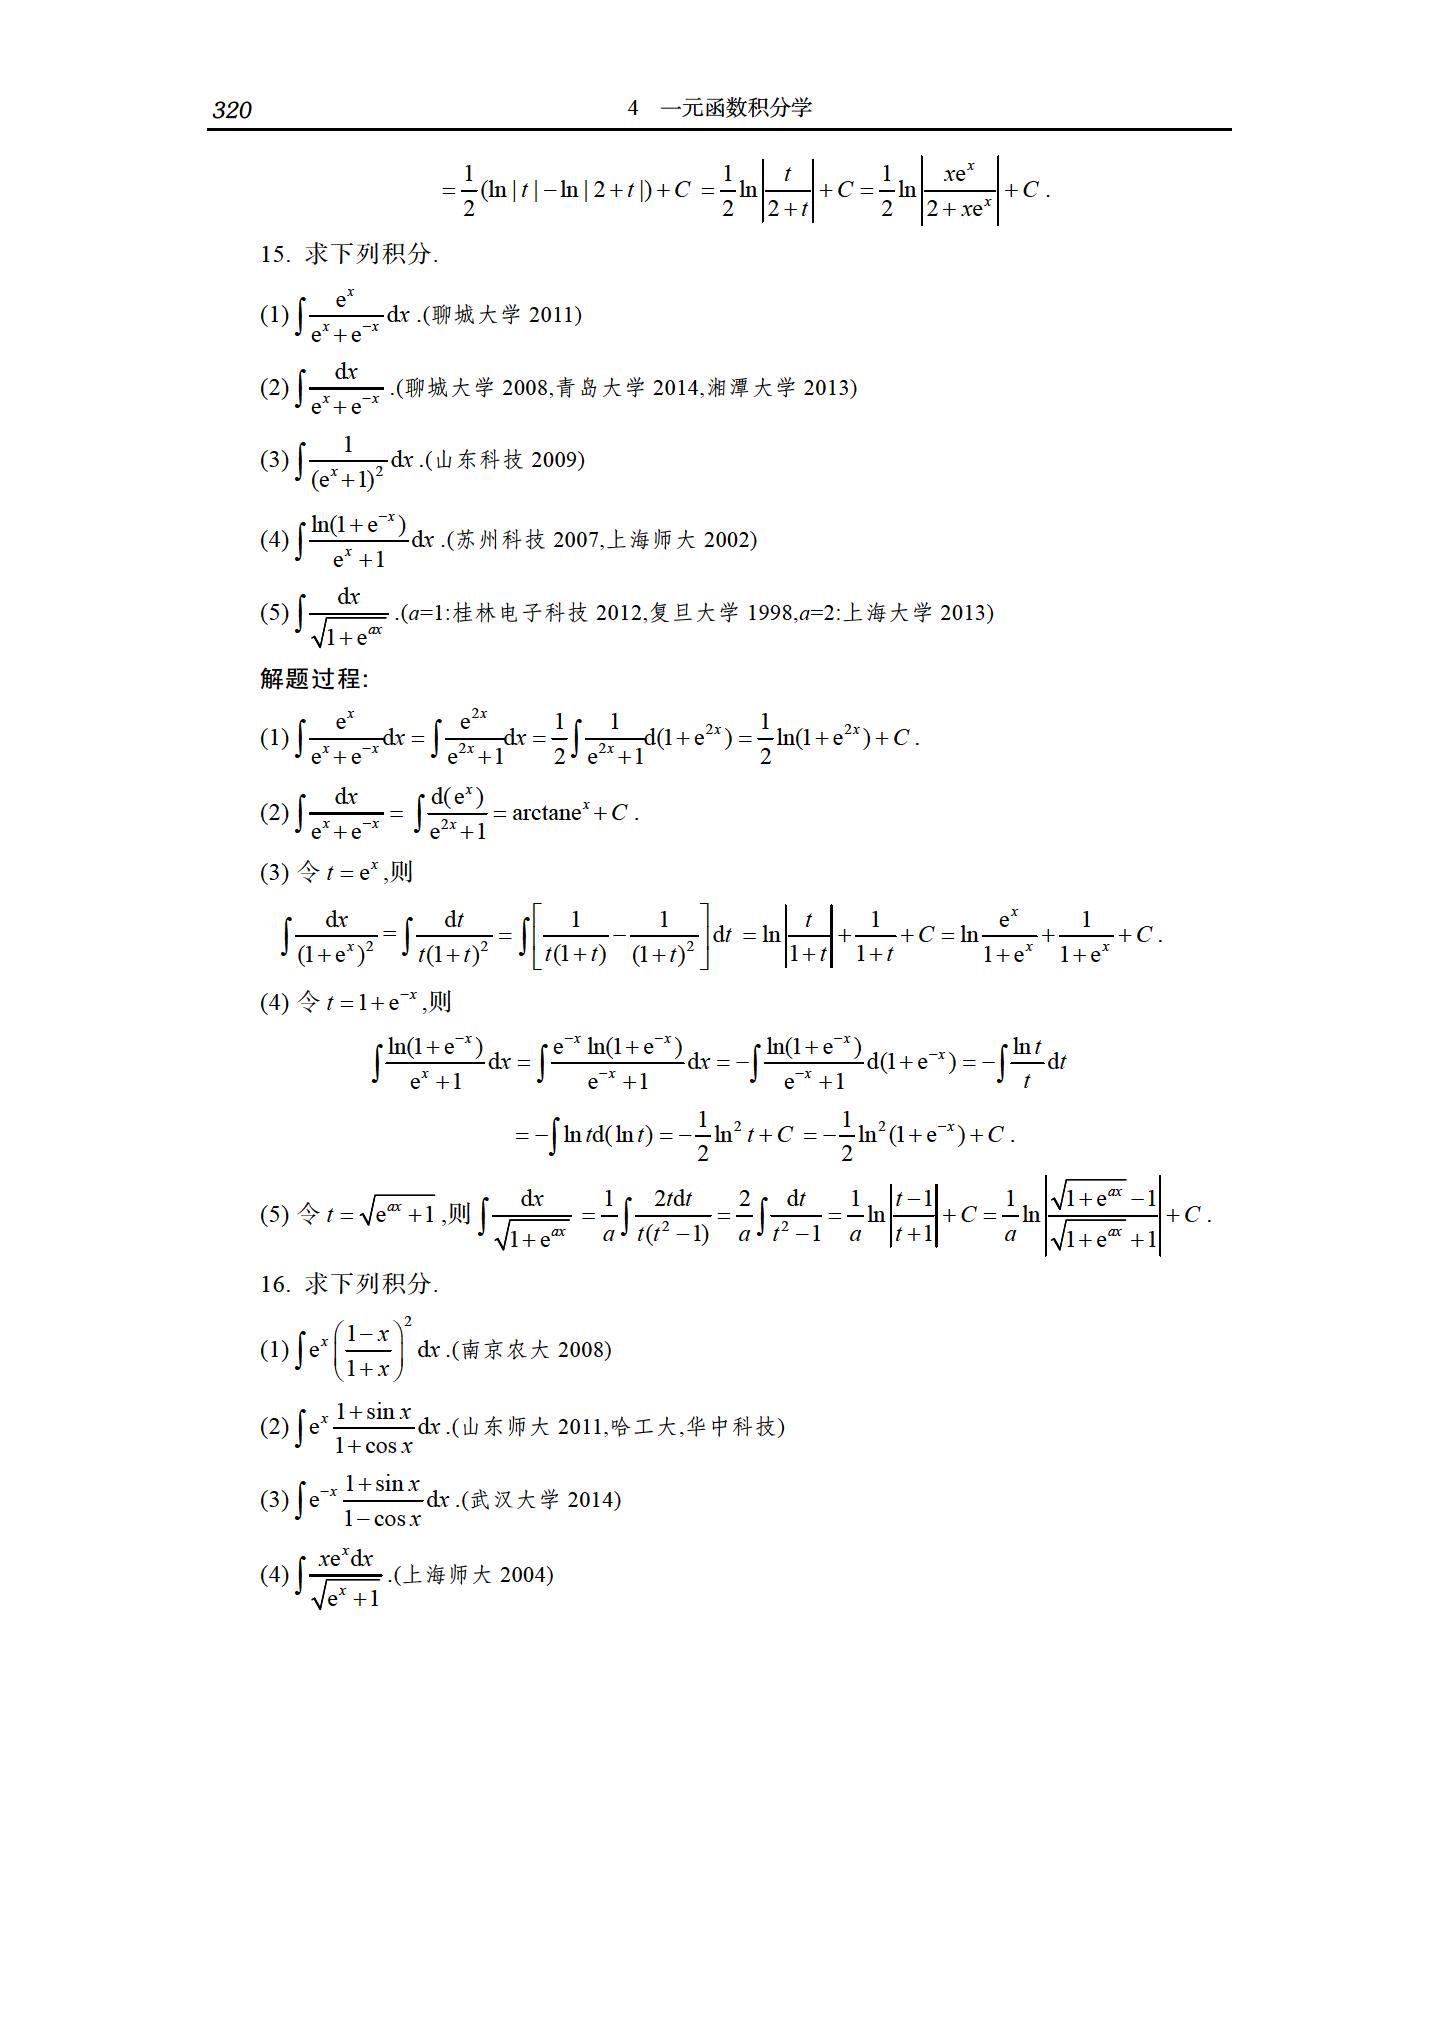 320 4 一元函数积分学
$=\frac{1}{2}(\ln|t|-\ln|2+t|)+C=\frac{1}{2}\ln\left|\frac{t}{2+t}\right|+C=\frac{1}{2}\ln\left|\frac{xe^x}{2+xe^x}\right|+C$ .
15. 求下列积分.
(1) $\int\frac{e^x}{e^x+e^{-x}}dx$ .(聊城大学 2011)
(2) $\int\frac{dx}{e^x+e^{-x}}$ .(聊城大学 2008,青岛大学 2014,湘潭大学 2013)
(3) $\int\frac{1}{(e^x+1)^2}dx$ .(山东科技 2009)
(4) $\int\frac{\ln(1+e^{-x})}{e^x+1}dx$ .(苏州科技 2007,上海师大 2002)
(5) $\int\frac{dx}{\sqrt{1+e^{ax}}}$ .(a=1:桂林电子科技 2012,复旦大学 1998,a=2:上海大学 2013)
解题过程:
(1) $\int\frac{e^x}{e^x+e^{-x}}dx=\int\frac{e^{2x}}{e^{2x}+1}dx=\frac{1}{2}\int\frac{1}{e^{2x}+1}d(1+e^{2x})=\frac{1}{2}\ln(1+e^{2x})+C$ .
(2) $\int\frac{dx}{e^x+e^{-x}}=\int\frac{d(e^x)}{e^{2x}+1}=\arctan e^x+C$ .
(3) 令 $t=e^x$ ,则
$\int\frac{dx}{(1+e^x)^2}=\int\frac{dt}{t(1+t)^2}=\int\left[\frac{1}{t(1+t)}-\frac{1}{(1+t)^2}\right]dt=\ln\left|\frac{t}{1+t}\right|+\frac{1}{1+t}+C=\ln\frac{e^x}{1+e^x}+\frac{1}{1+e^x}+C$ .
(4) 令 $t=1+e^{-x}$ ,则
$\int\frac{\ln(1+e^{-x})}{e^x+1}dx=\int\frac{e^{-x}\ln(1+e^{-x})}{e^{-x}+1}dx=-\int\frac{\ln(1+e^{-x})}{e^{-x}+1}d(1+e^{-x})=-\int\frac{\ln t}{t}dt$
$=-\int\ln td(\ln t)=-\frac{1}{2}\ln^2t+C=-\frac{1}{2}\ln^2(1+e^{-x})+C$ .
(5) 令 $t=\sqrt{e^{ax}+1}$ ,则 $\int\frac{dx}{\sqrt{1+e^{ax}}}=\frac{1}{a}\int\frac{2tdt}{t(t^2-1)}=\frac{2}{a}\int\frac{dt}{t^2-1}=\frac{1}{a}\ln\left|\frac{t-1}{t+1}\right|+C=\frac{1}{a}\ln\left|\frac{\sqrt{1+e^{ax}}-1}{\sqrt{1+e^{ax}}+1}\right|+C$ .
16. 求下列积分.
(1) $\int e^x\left(\frac{1-x}{1+x}\right)^2dx$ .(南京农大 2008)
(2) $\int e^x\frac{1+\sin x}{1+\cos x}dx$ .(山东师大 2011,哈工大,华中科技)
(3) $\int e^{-x}\frac{1+\sin x}{1-\cos x}dx$ .(武汉大学 2014)
(4) $\int\frac{xe^xdx}{\sqrt{e^x+1}}$ .(上海师大 2004)